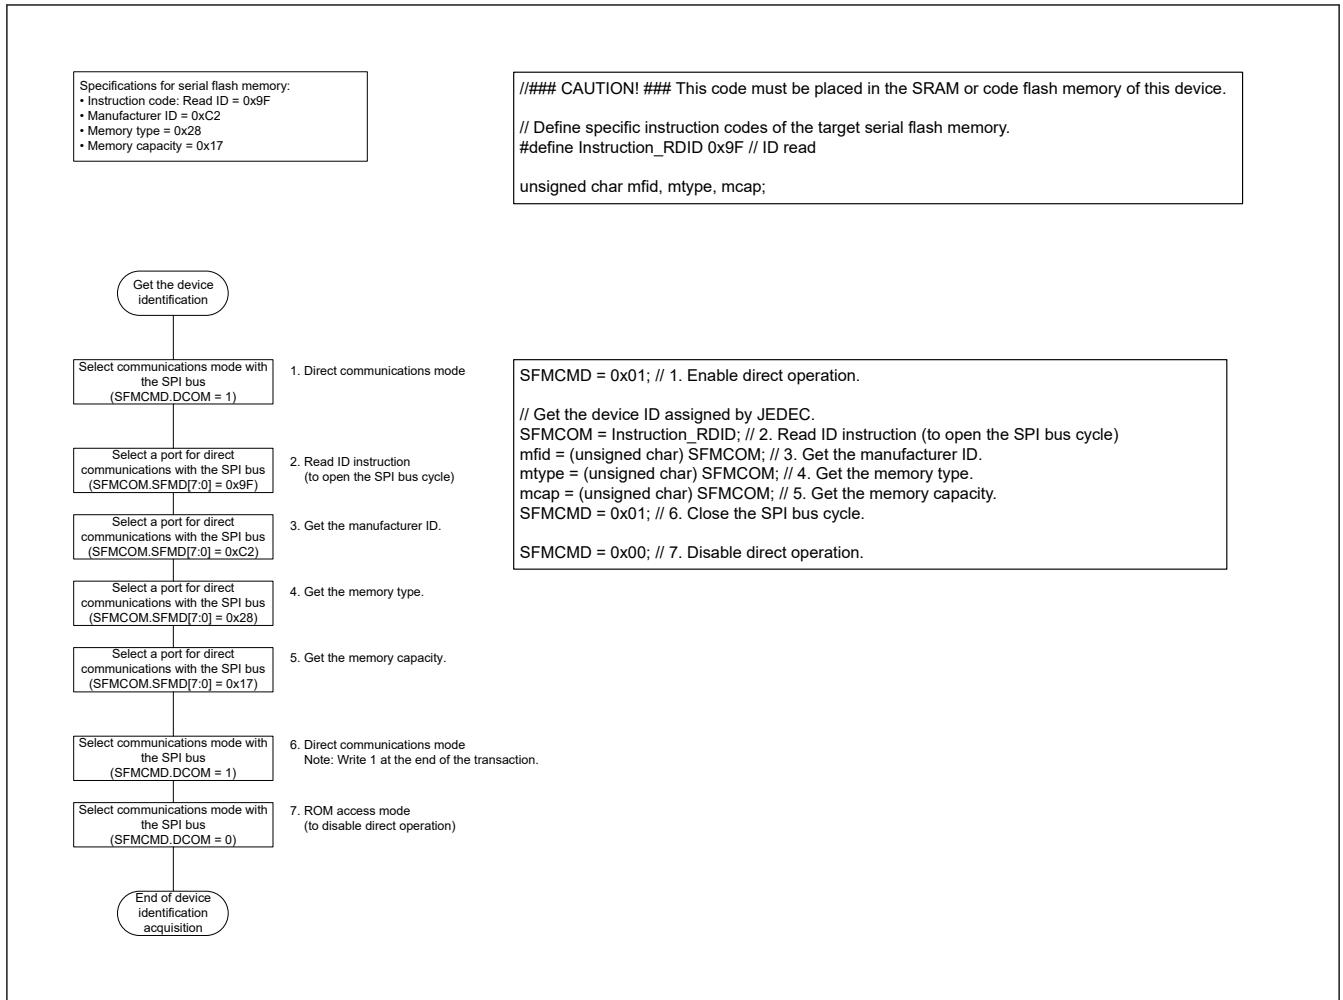 Specifications for serial flash memory:
• Instruction code: Read ID = 0x9F
• Manufacturer ID = 0xC2
• Memory type = 0x28
• Memory capacity = 0x17
//### CAUTION! ### This code must be placed in the SRAM or code flash memory of this device.
// Define specific instruction codes of the target serial flash memory.
#define Instruction_RDID 0x9F // ID read
unsigned char mfid, mtype, mcap;
Get the device
identification
Select communications mode with
the SPI bus
(SFMCMD.DCOM = 1)
1. Direct communications mode
Select a port for direct
communications with the SPI bus
(SFMCOM.SFMD[7:0] = 0x9F)
2. Read ID instruction
(to open the SPI bus cycle)
Select a port for direct
communications with the SPI bus
(SFMCOM.SFMD[7:0] = 0xC2)
3. Get the manufacturer ID.
Select a port for direct
communications with the SPI bus
(SFMCOM.SFMD[7:0] = 0x28)
4. Get the memory type.
Select a port for direct
communications with the SPI bus
(SFMCOM.SFMD[7:0] = 0x17)
5. Get the memory capacity.
Select communications mode with
the SPI bus
(SFMCMD.DCOM = 1)
6. Direct communications mode
Note: Write 1 at the end of the transaction.
Select communications mode with
the SPI bus
(SFMCMD.DCOM = 0)
7. ROM access mode
(to disable direct operation)
End of device
identification
acquisition
SFMCMD = 0x01; // 1. Enable direct operation.
// Get the device ID assigned by JEDEC.
SFMCOM = Instruction_RDID; // 2. Read ID instruction (to open the SPI bus cycle)
mfid = (unsigned char) SFMCOM; // 3. Get the manufacturer ID.
mtype = (unsigned char) SFMCOM; // 4. Get the memory type.
mcap = (unsigned char) SFMCOM; // 5. Get the memory capacity.
SFMCMD = 0x01; // 6. Close the SPI bus cycle.
SFMCMD = 0x00; // 7. Disable direct operation.